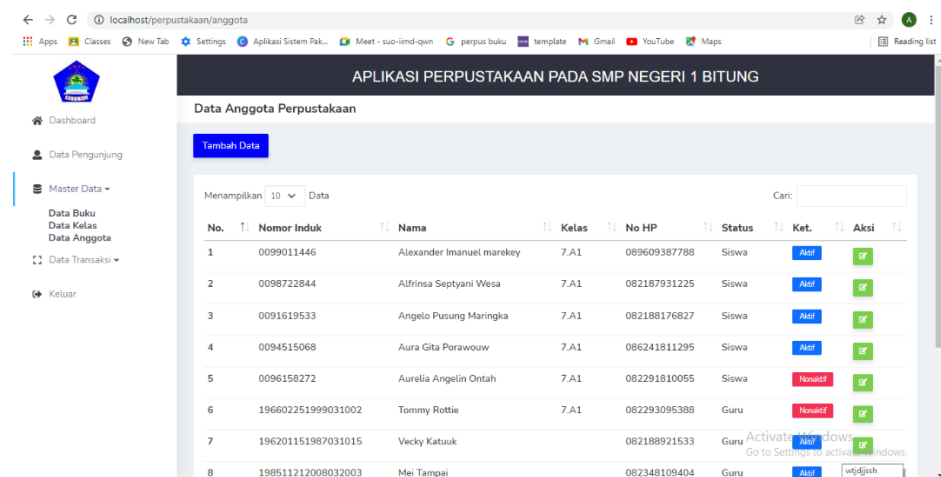 localhost/perpustakaan/anggota
Apps Classes New Tab Settings Aplikasi Sistem Pak... Meet - suo-iimd-qwn perpus buku template Gmail YouTube Maps Reading list
APLIKASI PERPUSTAKAAN PADA SMP NEGERI 1 BITUNG
Data Anggota Perpustakaan
Dashboard
Data Pengunjung
Master Data
Data Buku
Data Kelas
Data Anggota
Data Transaksi
Keluar
Tambah Data
Menampilkan 10 Data Cari:
No. Nomor Induk Nama Kelas No HP Status Ket. Aksi
1 0099011446 Alexander Imanuel marekey 7.A1 089609387788 Siswa Aktif
2 0098722844 Alfrinsa Septyani Wesa 7.A1 082187931225 Siswa Aktif
3 0091619533 Angelo Pusung Maringka 7.A1 082188176827 Siswa Aktif
4 0094515068 Aura Gita Porawouw 7.A1 086241811295 Siswa Aktif
5 0096158272 Aurelia Angelin Ontah 7.A1 082291810055 Siswa Nonaktif
6 196602251999031002 Tommy Rottie 7.A1 082293095388 Guru Nonaktif
7 196201151987031015 Vecky Katuuk 082188921533 Guru Aktif
8 198511212008032003 Mei Tampai 082348109404 Guru Aktif
Activate Windows
Go to Settings to activate Windows.
wtjdjjssh